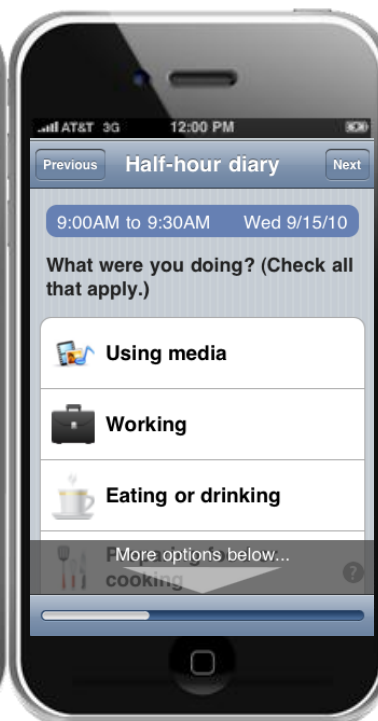 AT&T 3G 12:00 PM
Previous Half-hour diary Next
9:00AM to 9:30AM Wed 9/15/10
What were you doing? (Check all
that apply.)
Using media
Working
Eating or drinking
More options below...
cooking ?